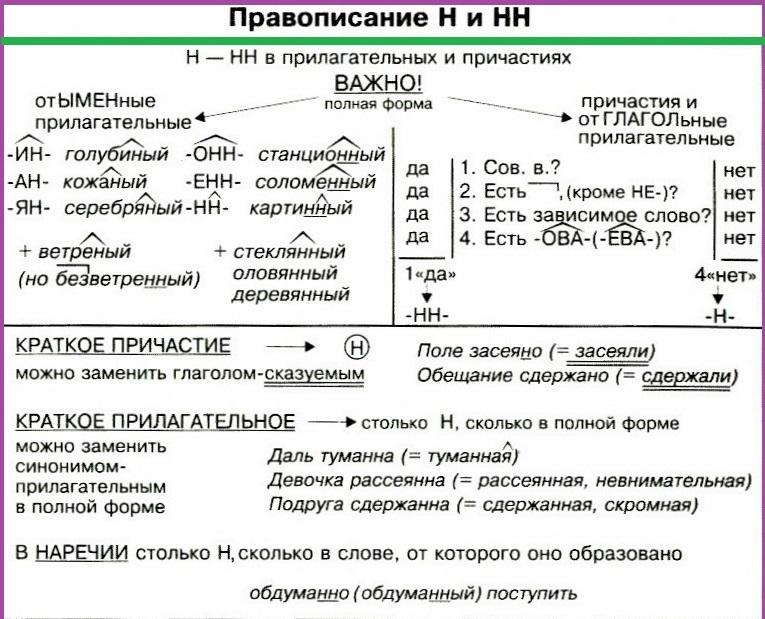 Правописание Н и НН
Н — НН в прилагательных и причастиях
ВАЖНО!
полная форма
отЫМЕНные
прилагательные
-ИН- голубиный -ОНН- станционный
-АН- кожаный -ЕНН- соломенный
-ЯН- серебряный -НН- картинный
+ ветреный
(но безветренный)
+ стеклянный
оловянный
деревянный
причастия и
отГЛАГОЛьные
прилагательные
да 1. Сов. в.? нет
да 2. Есть ¬, (кроме НЕ-)? нет
да 3. Есть зависимое слово? нет
да 4. Есть -ОВА-(-ЕВА-)? нет
1«да» 4«нет»
-НН- -Н-
КРАТКОЕ ПРИЧАСТИЕ Н
можно заменить глаголом-сказуемым
Поле засеяно (= засеяли)
Обещание сдержано (= сдержали)
КРАТКОЕ ПРИЛАГАТЕЛЬНОЕ столько Н, сколько в полной форме
можно заменить
синонимом-
прилагательным
в полной форме
Даль туманна (= туманная)
Девочка рассеянна (= рассеянная, невнимательная)
Подруга сдержанна (= сдержанная, скромная)
В НАРЕЧИИ столько Н, сколько в слове, от которого оно образовано
обдуманно (обдуманный) поступить